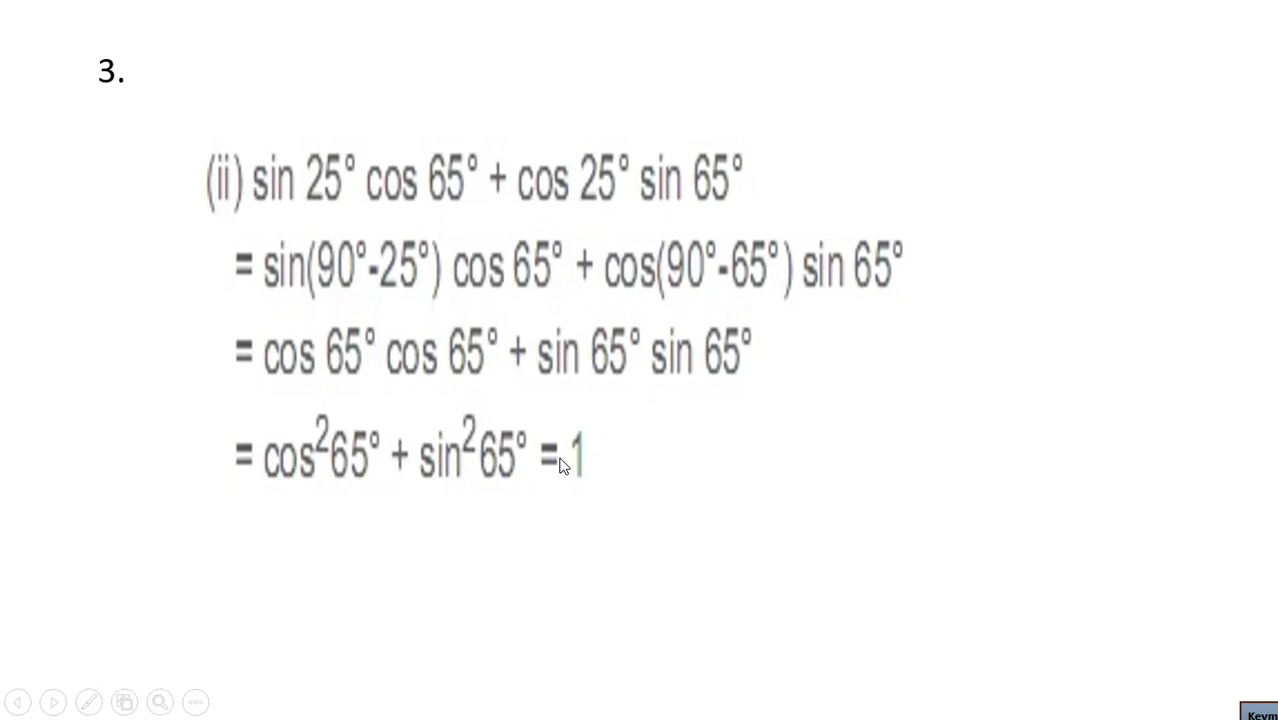 3.
(ii) sin 25° cos 65° + cos 25° sin 65°
= sin(90°-25°) cos 65° + cos(90°-65°) sin 65°
= cos 65° cos 65° + sin 65° sin 65°
= cos²65° + sin²65° = 1